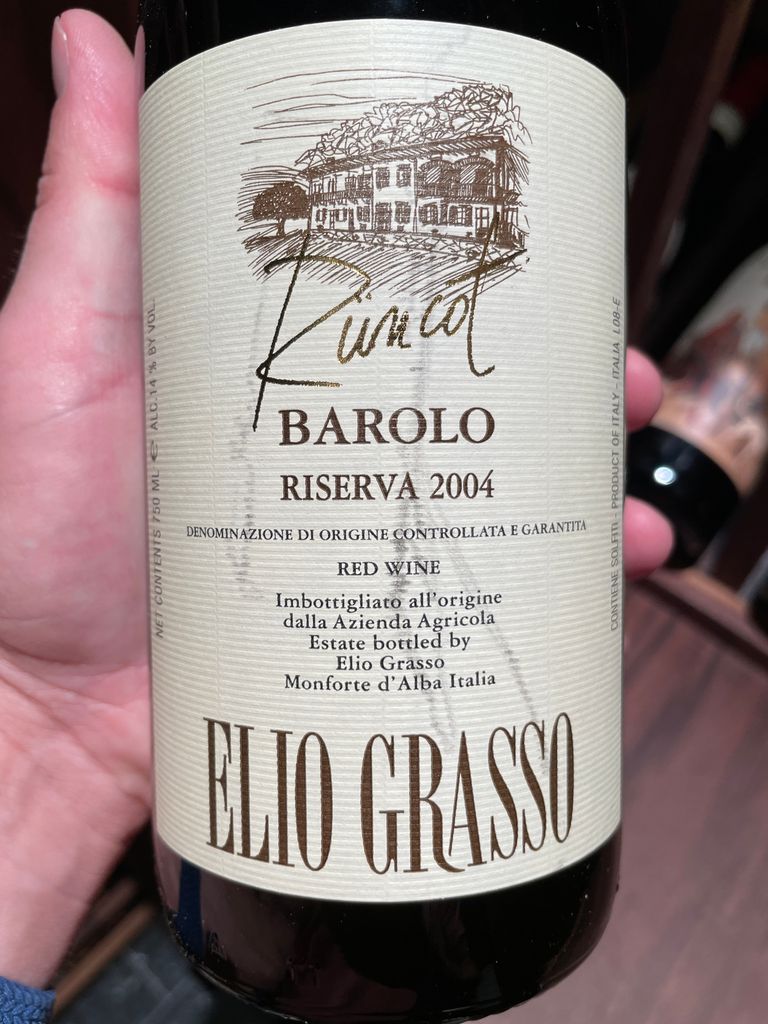 Rüncot
BAROLO
RISERVA 2004
DENOMINAZIONE DI ORIGINE CONTROLLATA E GARANTITA
RED WINE
Imbottigliato all'origine
dalla Azienda Agricola
Estate bottled by
Elio Grasso
Monforte d'Alba Italia
ELIO GRASSO
NET CONTENTS 750 ML e ALC. 14 % BY VOL.
CONTIENE SOLFITI - PRODUCT OF ITALY - ITALIA L08-E